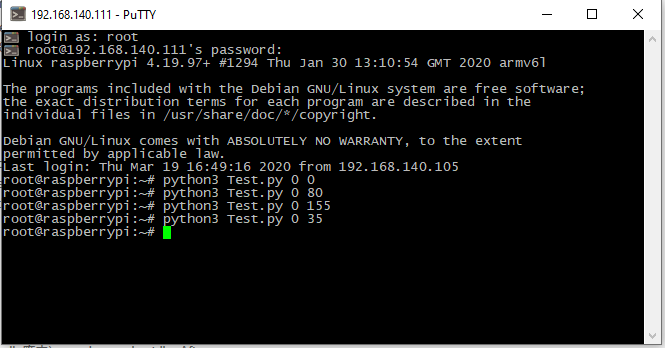 192.168.140.111 - PuTTY
login as: root
root@192.168.140.111's password:
Linux raspberrypi 4.19.97+ #1294 Thu Jan 30 13:10:54 GMT 2020 armv6l
The programs included with the Debian GNU/Linux system are free software;
the exact distribution terms for each program are described in the
individual files in /usr/share/doc/*/copyright.
Debian GNU/Linux comes with ABSOLUTELY NO WARRANTY, to the extent
permitted by applicable law.
Last login: Thu Mar 19 16:49:16 2020 from 192.168.140.105
root@raspberrypi:~# python3 Test.py 0 0
root@raspberrypi:~# python3 Test.py 0 80
root@raspberrypi:~# python3 Test.py 0 155
root@raspberrypi:~# python3 Test.py 0 35
root@raspberrypi:~#